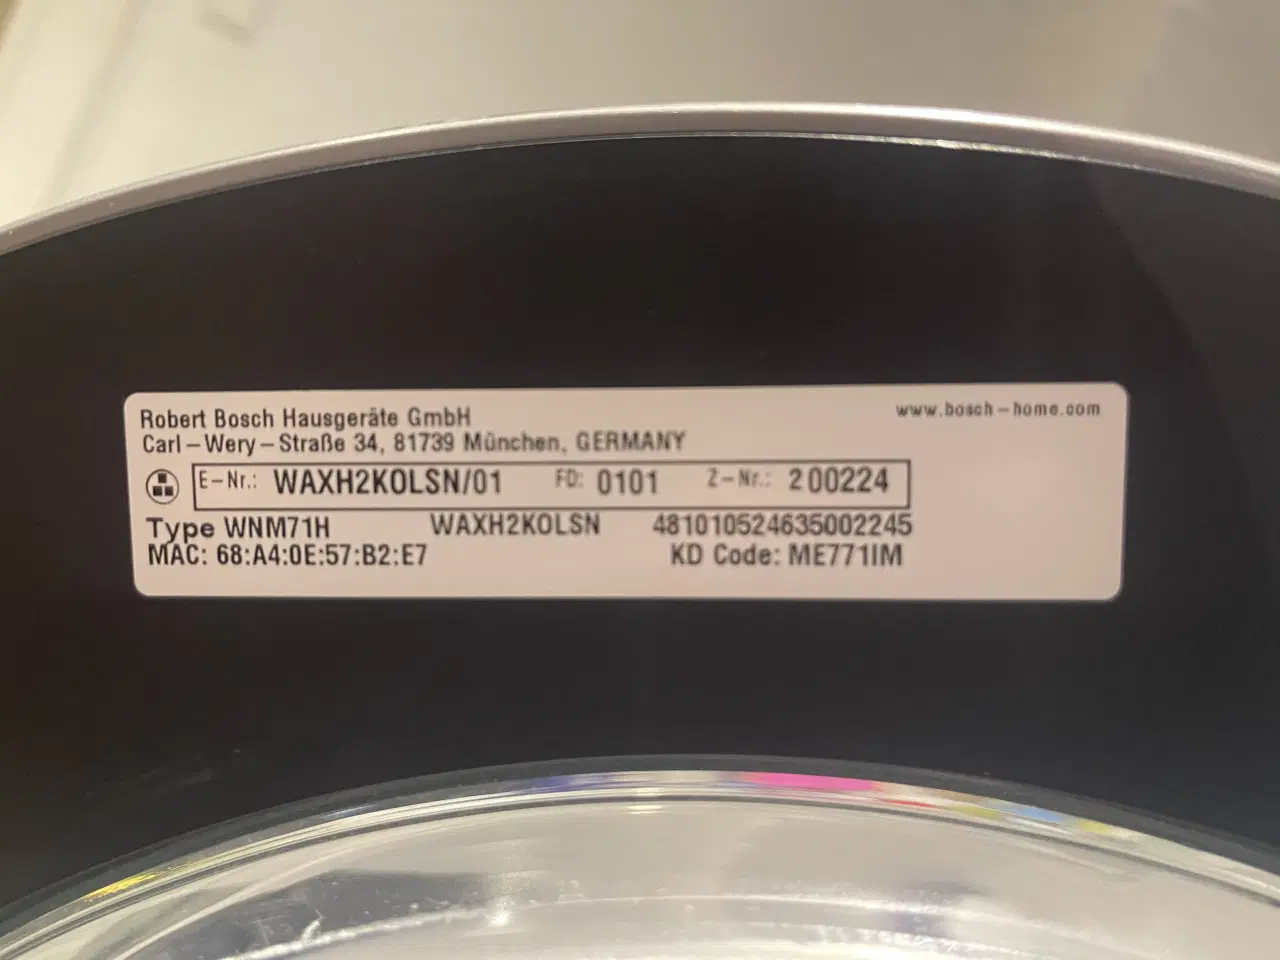 Robert Bosch Hausgeräte GmbH
www.bosch-home.com
Carl-Wery-Straße 34, 81739 München, GERMANY
E-Nr.: WAXH2KOLSN/01 FD: 0101 Z-Nr.: 200224
Type WNM71H WAXH2KOLSN 481010524635002245
MAC: 68:A4:0E:57:B2:E7 KD Code: ME771IM